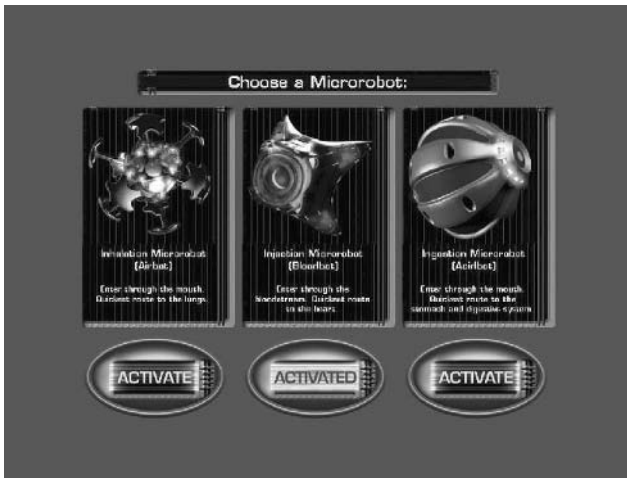 Choose a Microrobot:
Inhalation Microrobot
(Airbot)
Enter through the mouth.
Quickest route to the lungs.
ACTIVATE
Injection Microrobot
(Bloodbot)
Enter through the
bloodstream. Quickest route
to the heart.
ACTIVATED
Ingestion Microrobot
(Acidbot)
Enter through the mouth.
Quickest route to the
stomach and digestive system
ACTIVATE